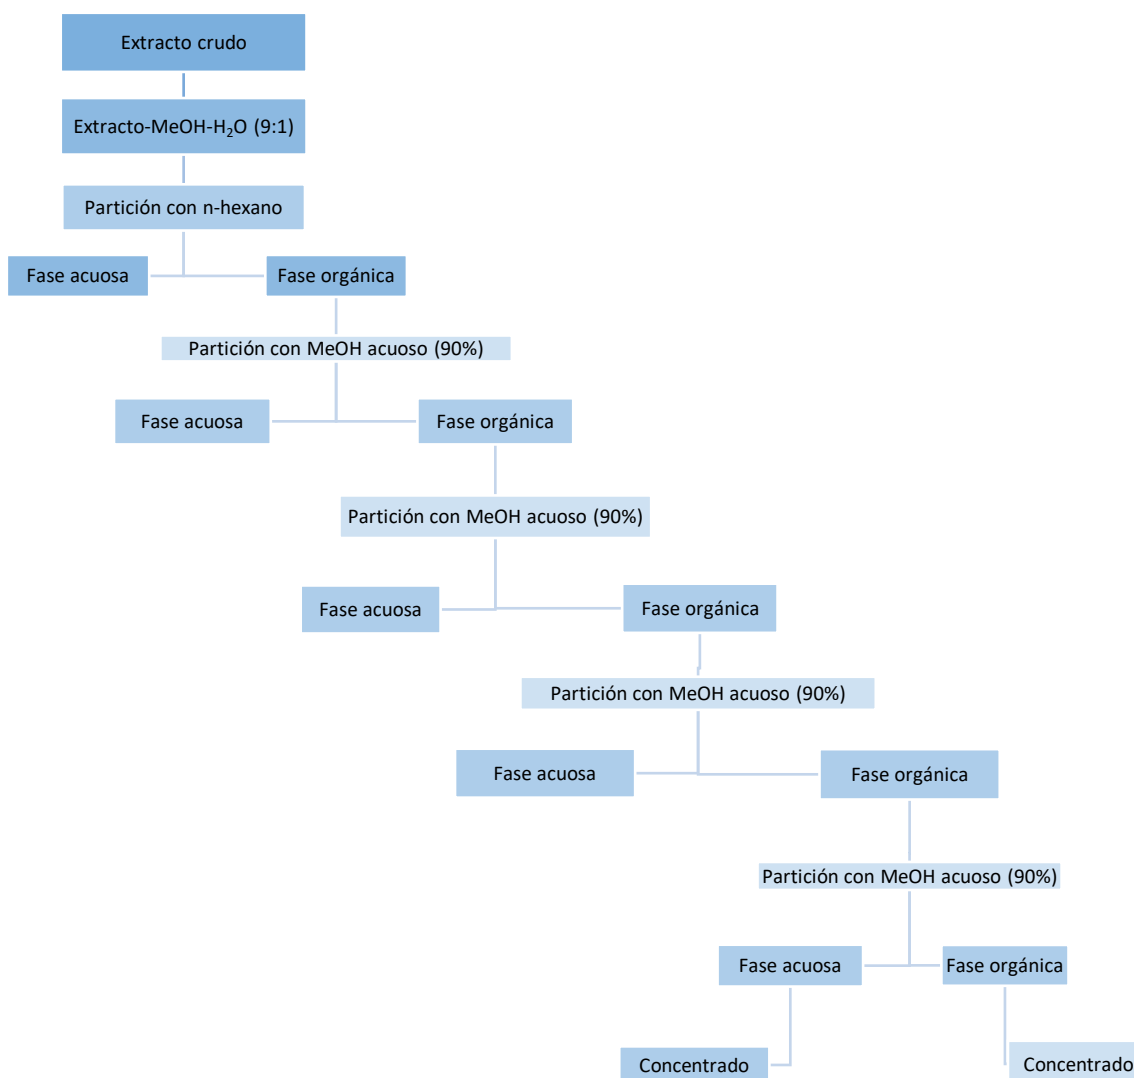 Extracto crudo
Extracto-MeOH-H₂O (9:1)
Partición con n-hexano
Fase acuosa
Fase orgánica
Partición con MeOH acuoso (90%)
Fase acuosa
Fase orgánica
Partición con MeOH acuoso (90%)
Fase acuosa
Fase orgánica
Partición con MeOH acuoso (90%)
Fase acuosa
Fase orgánica
Partición con MeOH acuoso (90%)
Fase acuosa
Fase orgánica
Concentrado
Concentrado